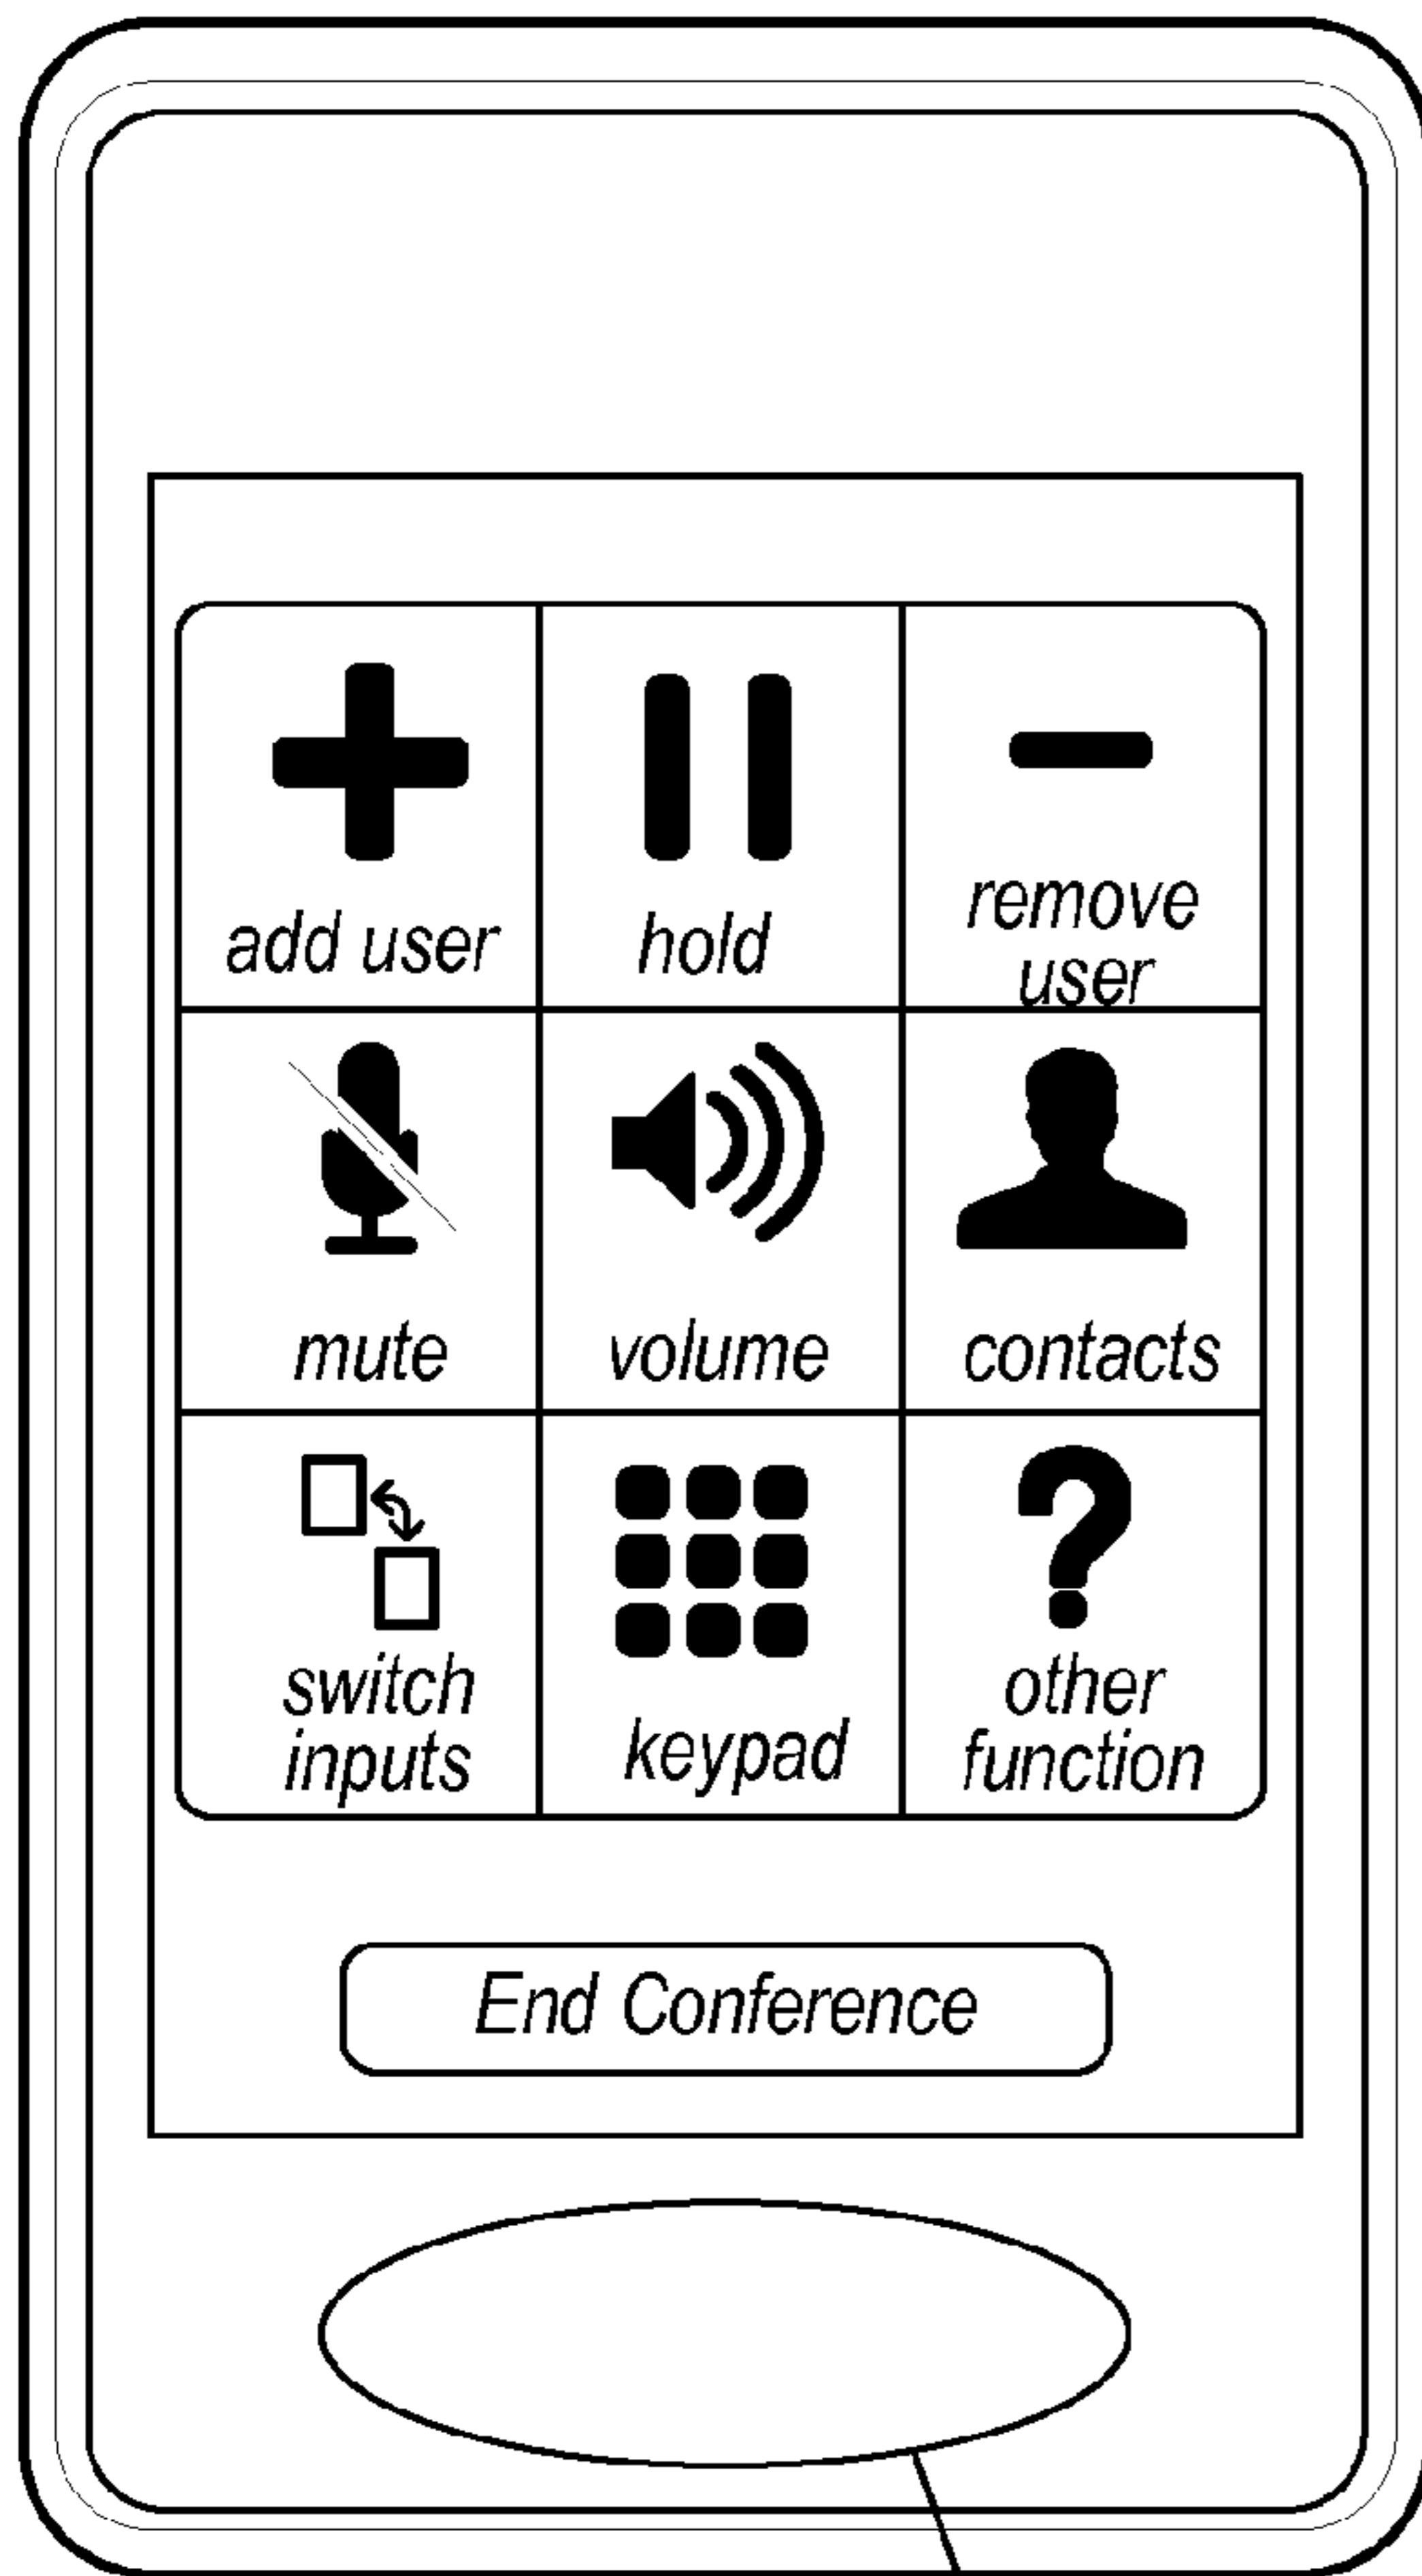 add user
hold
remove
user
mute
volume
contacts
switch
inputs
keypad
other
function
End Conference